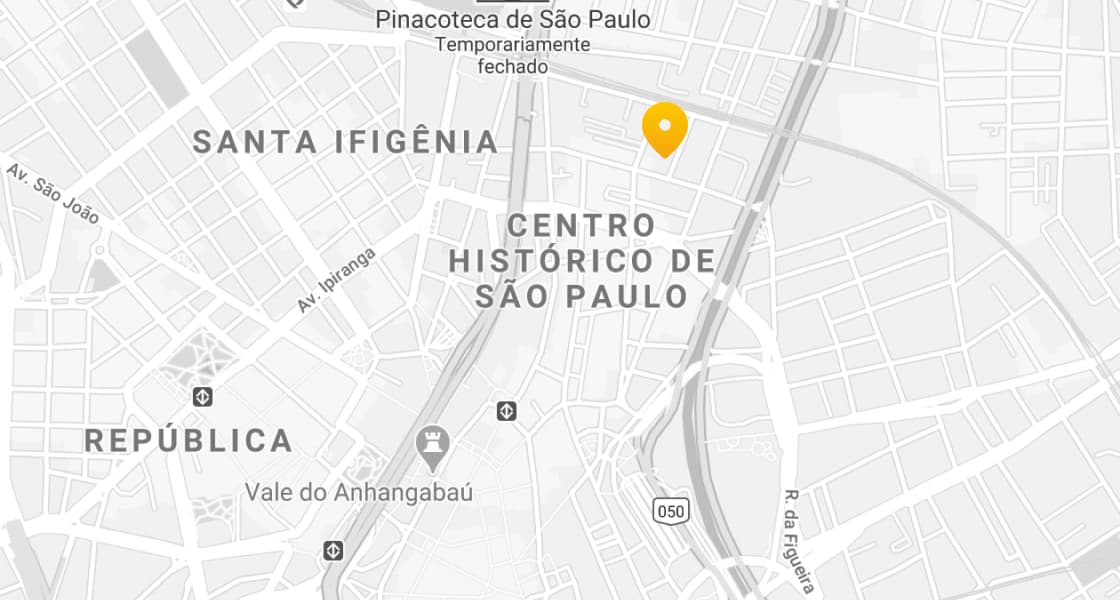 Pinacoteca de São Paulo
Temporariamente
fechado
SANTA IFIGÊNIA
Av. São João
CENTRO
HISTÓRICO DE
SÃO PAULO
Av. Ipiranga
REPÚBLICA
Vale do Anhangabaú
050
R. da Figueira